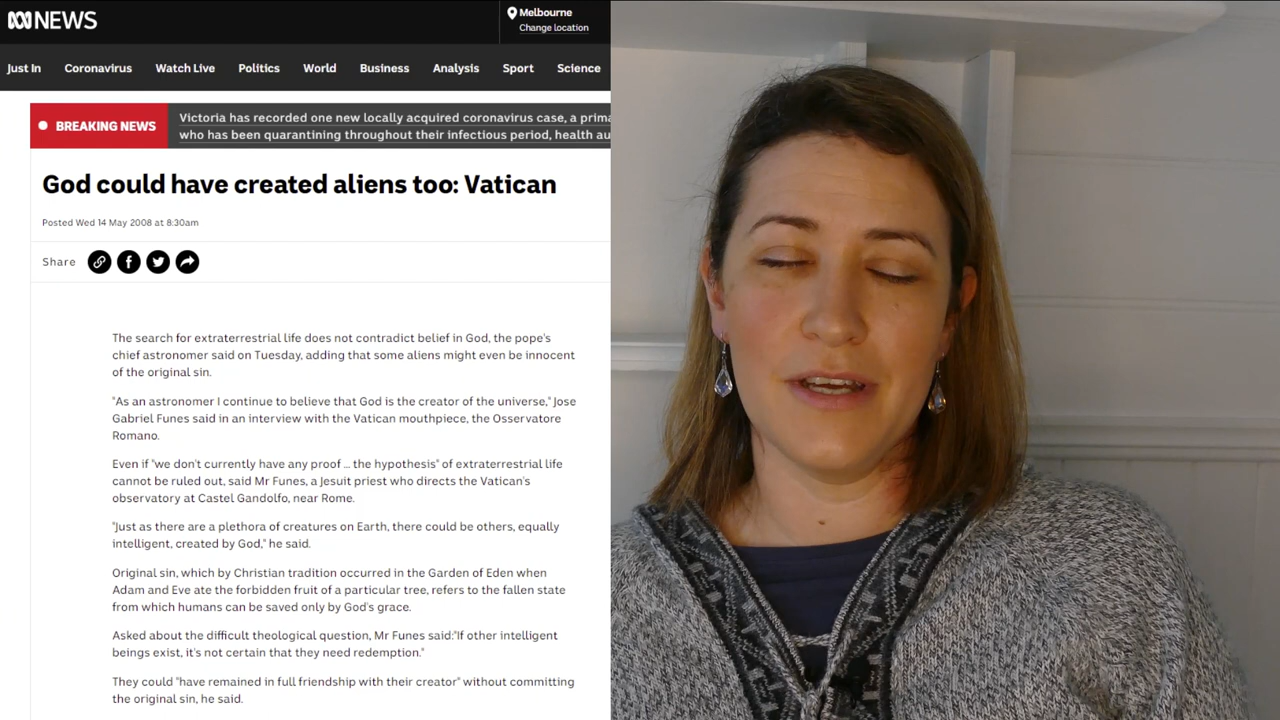 NEWS
Melbourne
Change location
Just In Coronavirus Watch Live Politics World Business Analysis Sport Science
BREAKING NEWS
Victoria has recorded one new locally acquired coronavirus case, a prima
who has been quarantining throughout their infectious period, health au
God could have created aliens too: Vatican
Posted Wed 14 May 2008 at 8:30am
Share
The search for extraterrestrial life does not contradict belief in God, the pope's
chief astronomer said on Tuesday, adding that some aliens might even be innocent
of the original sin.
"As an astronomer I continue to believe that God is the creator of the universe," Jose
Gabriel Funes said in an interview with the Vatican mouthpiece, the Osservatore
Romano.
Even if "we don't currently have any proof ... the hypothesis" of extraterrestrial life
cannot be ruled out, said Mr Funes, a Jesuit priest who directs the Vatican's
observatory at Castel Gandolfo, near Rome.
"Just as there are a plethora of creatures on Earth, there could be others, equally
intelligent, created by God," he said.
Original sin, which by Christian tradition occurred in the Garden of Eden when
Adam and Eve ate the forbidden fruit of a particular tree, refers to the fallen state
from which humans can be saved only by God's grace.
Asked about the difficult theological question, Mr Funes said:"If other intelligent
beings exist, it's not certain that they need redemption."
They could "have remained in full friendship with their creator" without committing
the original sin, he said.